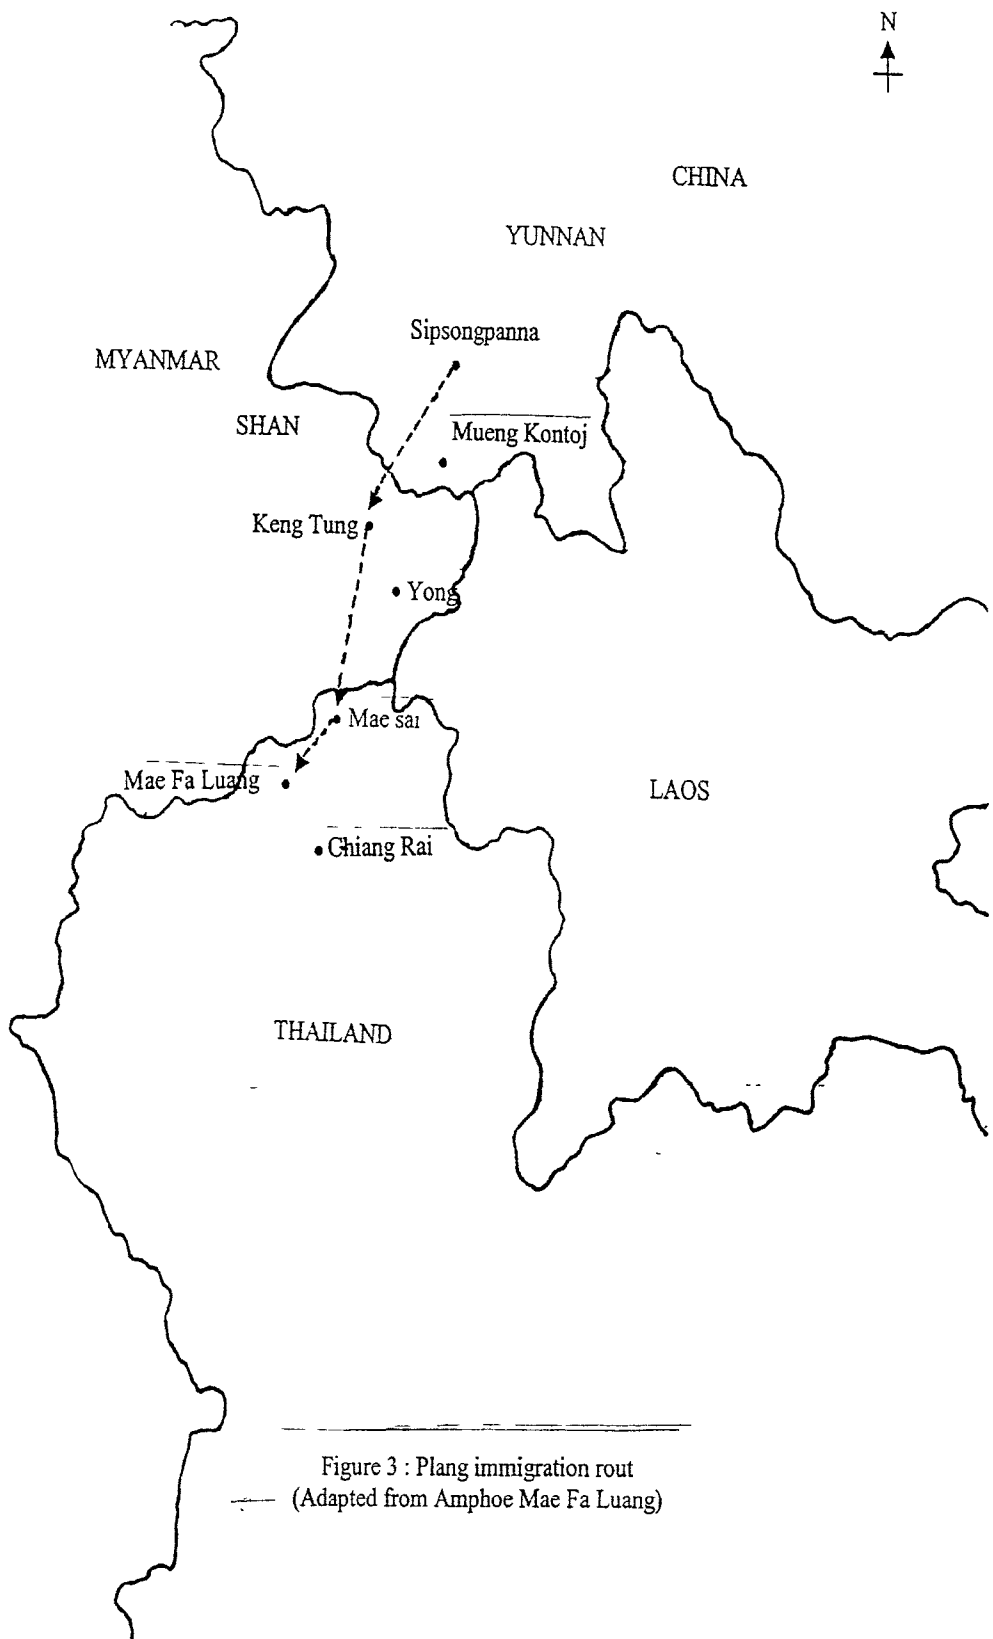 N
CHINA
YUNNAN
Sipsongpanna
MYANMAR
SHAN
Mueng Kontoj
Keng Tung
Yong
Mae sai
Mae Fa Luang
LAOS
Chiang Rai
THAILAND
Figure 3 : Plang immigration rout
(Adapted from Amphoe Mae Fa Luang)